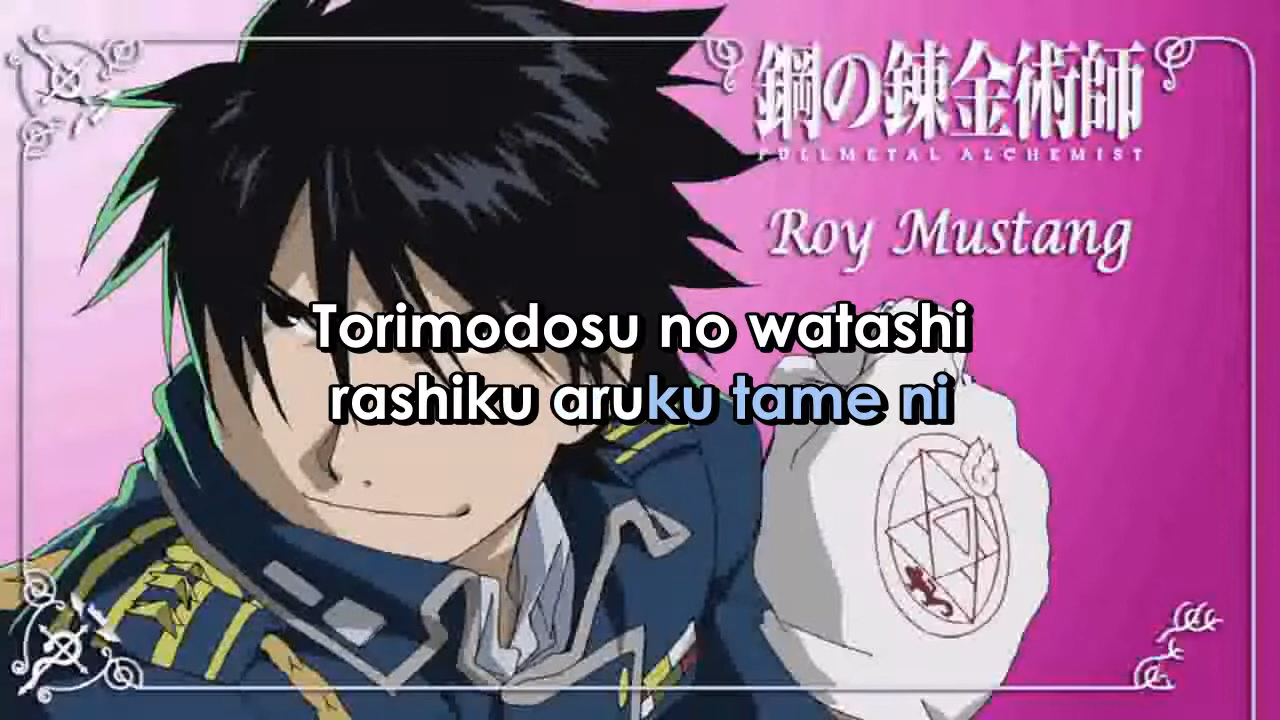 鋼の錬金術師
FULLMETAL ALCHEMIST
Roy Mustang
Torimodosu no watashi
rashiku aruku tame ni